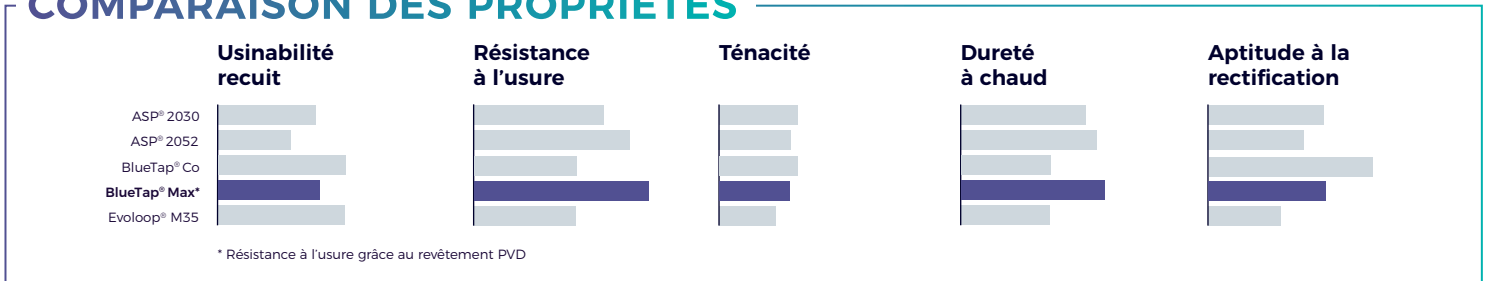 COMPARAISON DES PROPRIÉTÉS
Usinabilité
recuit
Résistance
à l'usure
Ténacité
Dureté
à chaud
Aptitude à la
rectification
ASP® 2030
ASP® 2052
BlueTap® Co
BlueTap® Max*
Evoloop® M35
* Résistance à l'usure grâce au revêtement PVD